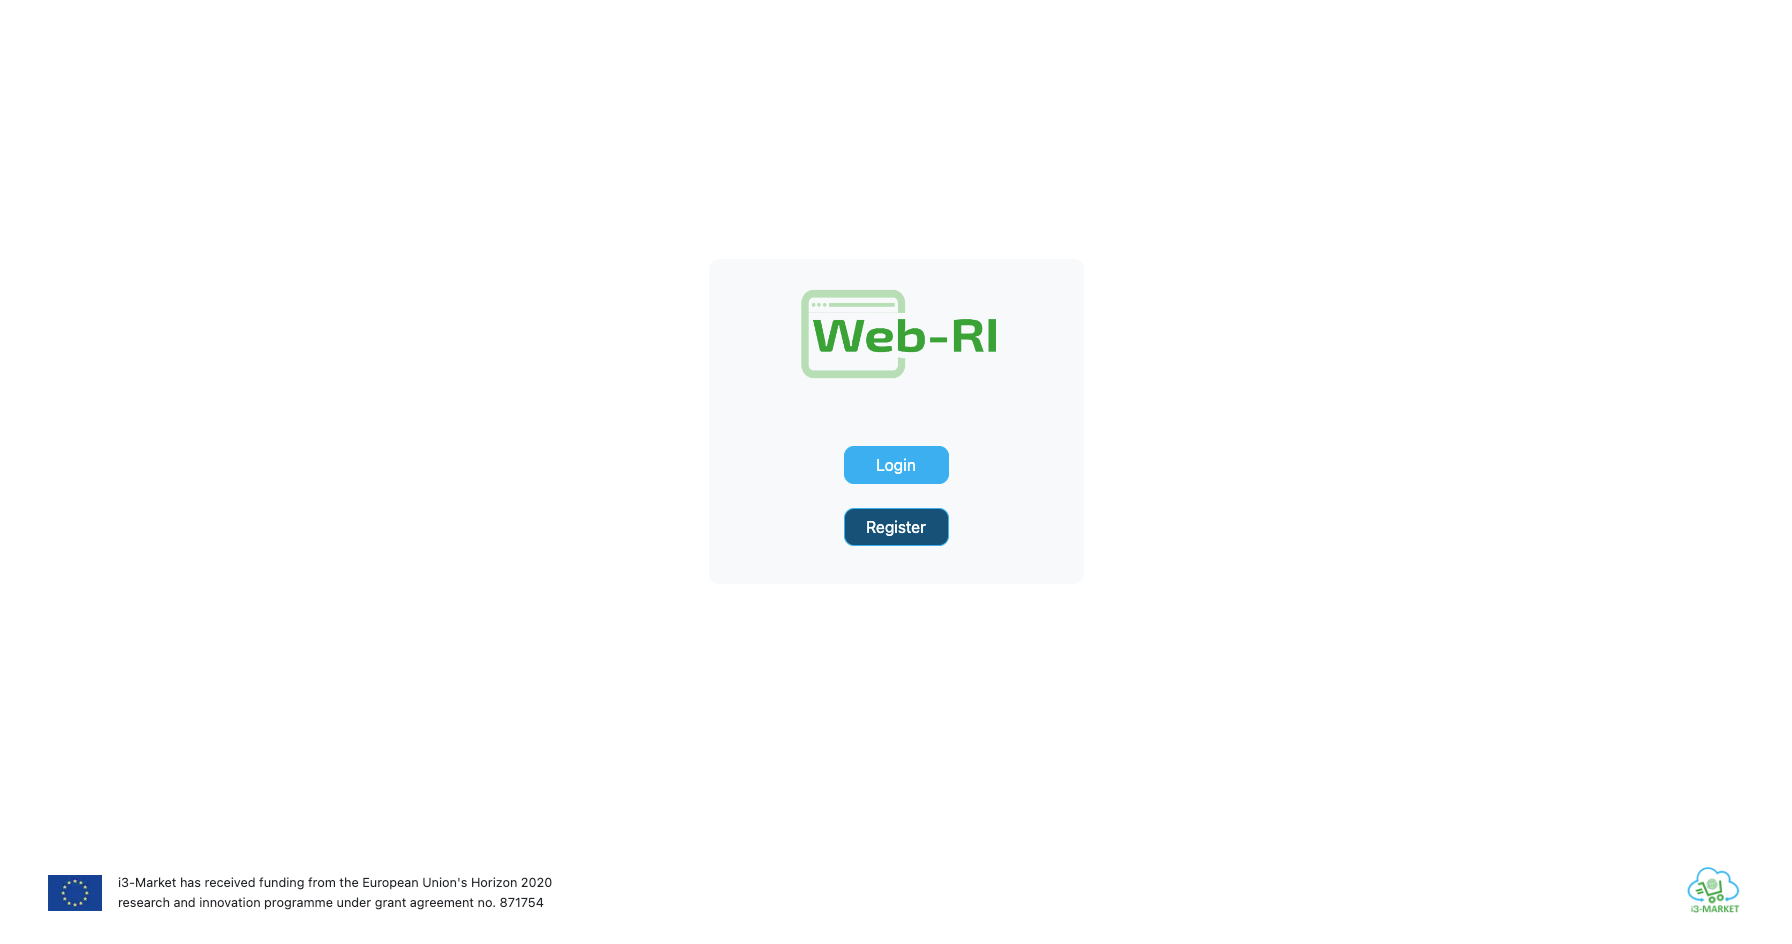 Web-RI
Login
Register
i3-Market has received funding from the European Union's Horizon 2020
research and innovation programme under grant agreement no. 871754
i3-MARKET